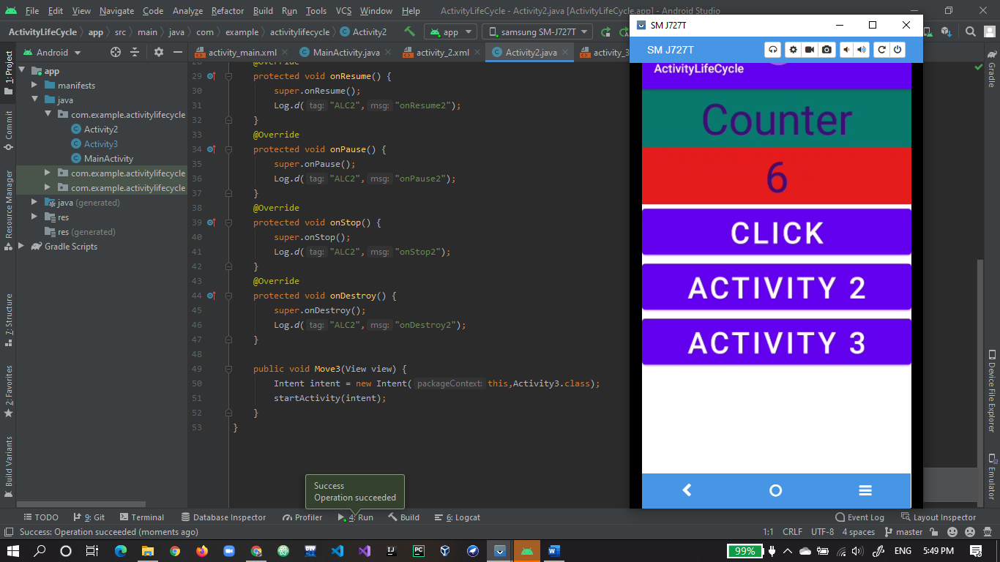 File Edit View Navigate Code Analyze Refactor Build Run Tools VCS Window Help ActivityLifeCycle - Activity2.java [ActivityLifeCycle.app] - Android Studio
ActivityLifeCycle app src main java com example activitylifecycle Activity2 app samsung SM-J727T
Android
activity_main.xml MainActivity.java activity_2.xml Activity2.java activity_3
1: Project
Commit
Resource Manager
7: Structure
2: Favorites
Build Variants
app
manifests
java
com.example.activitylifecycle
Activity2
Activity3
MainActivity
com.example.activitylifecycle
com.example.activitylifecycle
java (generated)
res
res (generated)
Gradle Scripts
28 @Override
29 protected void onResume() {
30 super.onResume();
31 Log.d( tag: "ALC2", msg: "onResume2");
32 }
33 @Override
34 protected void onPause() {
35 super.onPause();
36 Log.d( tag: "ALC2", msg: "onPause2");
37 }
38 @Override
39 protected void onStop() {
40 super.onStop();
41 Log.d( tag: "ALC2", msg: "onStop2");
42 }
43 @Override
44 protected void onDestroy() {
45 super.onDestroy();
46 Log.d( tag: "ALC2", msg: "onDestroy2");
47 }
48
49 public void Move3(View view) {
50 Intent intent = new Intent( packageContext: this,Activity3.class);
51 startActivity(intent);
52 }
53 }
SM J727T
SM J727T
ActivityLifeCycle
Counter
6
CLICK
ACTIVITY 2
ACTIVITY 3
Gradle
Device File Explorer
Emulator
Success
Operation succeeded
TODO 9: Git Terminal Database Inspector Profiler 4: Run Build 6: Logcat Event Log Layout Inspector
Success: Operation succeeded (moments ago) 1:1 CRLF UTF-8 4 spaces master
99% ENG 5:49 PM